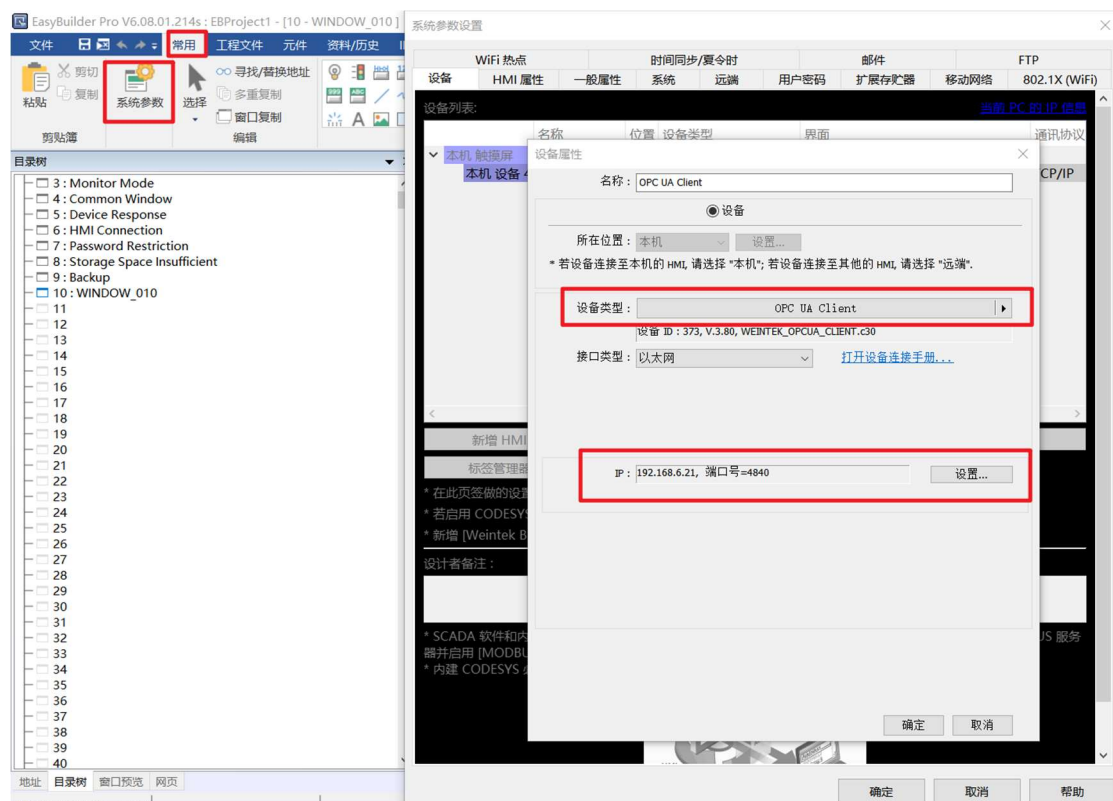 EasyBuilder Pro V6.08.01.214s : EBProject1 - [10 - WINDOW_010 ]
文件 常用 工程文件 元件 资料/历史
粘贴
剪切
复制
剪贴簿
系统参数
选择
寻找/替换地址
多重复制
窗口复制
编辑
目录树
3 : Monitor Mode
4 : Common Window
5 : Device Response
6 : HMI Connection
7 : Password Restriction
8 : Storage Space Insufficient
9 : Backup
10 : WINDOW_010
11
12
13
14
15
16
17
18
19
20
21
22
23
24
25
26
27
28
29
30
31
32
33
34
35
36
37
38
39
40
地址 目录树 窗口预览 网页
系统参数设置
WiFi 热点 时间同步/夏令时 邮件 FTP
设备 HMI 属性 一般属性 系统 远端 用户密码 扩展存贮器 移动网络 802.1X (WiFi)
设备列表:
当前 PC 的 IP 信息
名称 位置 设备类型 界面 通讯协议
本机 触摸屏
本机 设备 4
CP/IP
新增 HMI
标签管理器
* 在此页签做的设置
* 若启用 CODESYS
* 新增 [Weintek B
设计者备注 :
* SCADA 软件和内
US 服务
器并启用 [MODBU
* 内建 CODESYS
设备属性
名称 : OPC UA Client
设备
所在位置 : 本机 设置...
* 若设备连接至本机的 HMI, 请选择 "本机"; 若设备连接至其他的 HMI, 请选择 "远端".
设备类型 : OPC UA Client
设备 ID : 373, V.3.80, WEINTEK_OPCUA_CLIENT.c30
接口类型 : 以太网 打开设备连接手册...
IP : 192.168.6.21, 端口号=4840 设置...
确定 取消
确定 取消 帮助